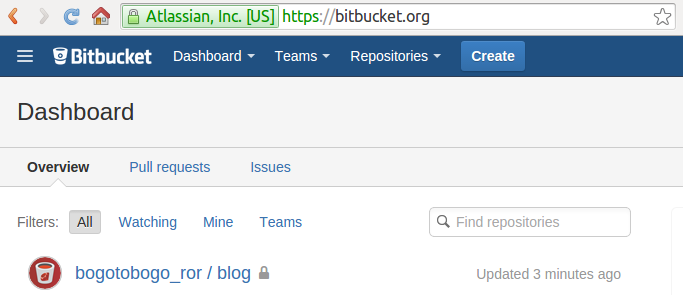 Atlassian, Inc. [US] https://bitbucket.org
Bitbucket Dashboard Teams Repositories Create
Dashboard
Overview Pull requests Issues
Filters: All Watching Mine Teams Find repositories
bogotobogo_ror / blog Updated 3 minutes ago